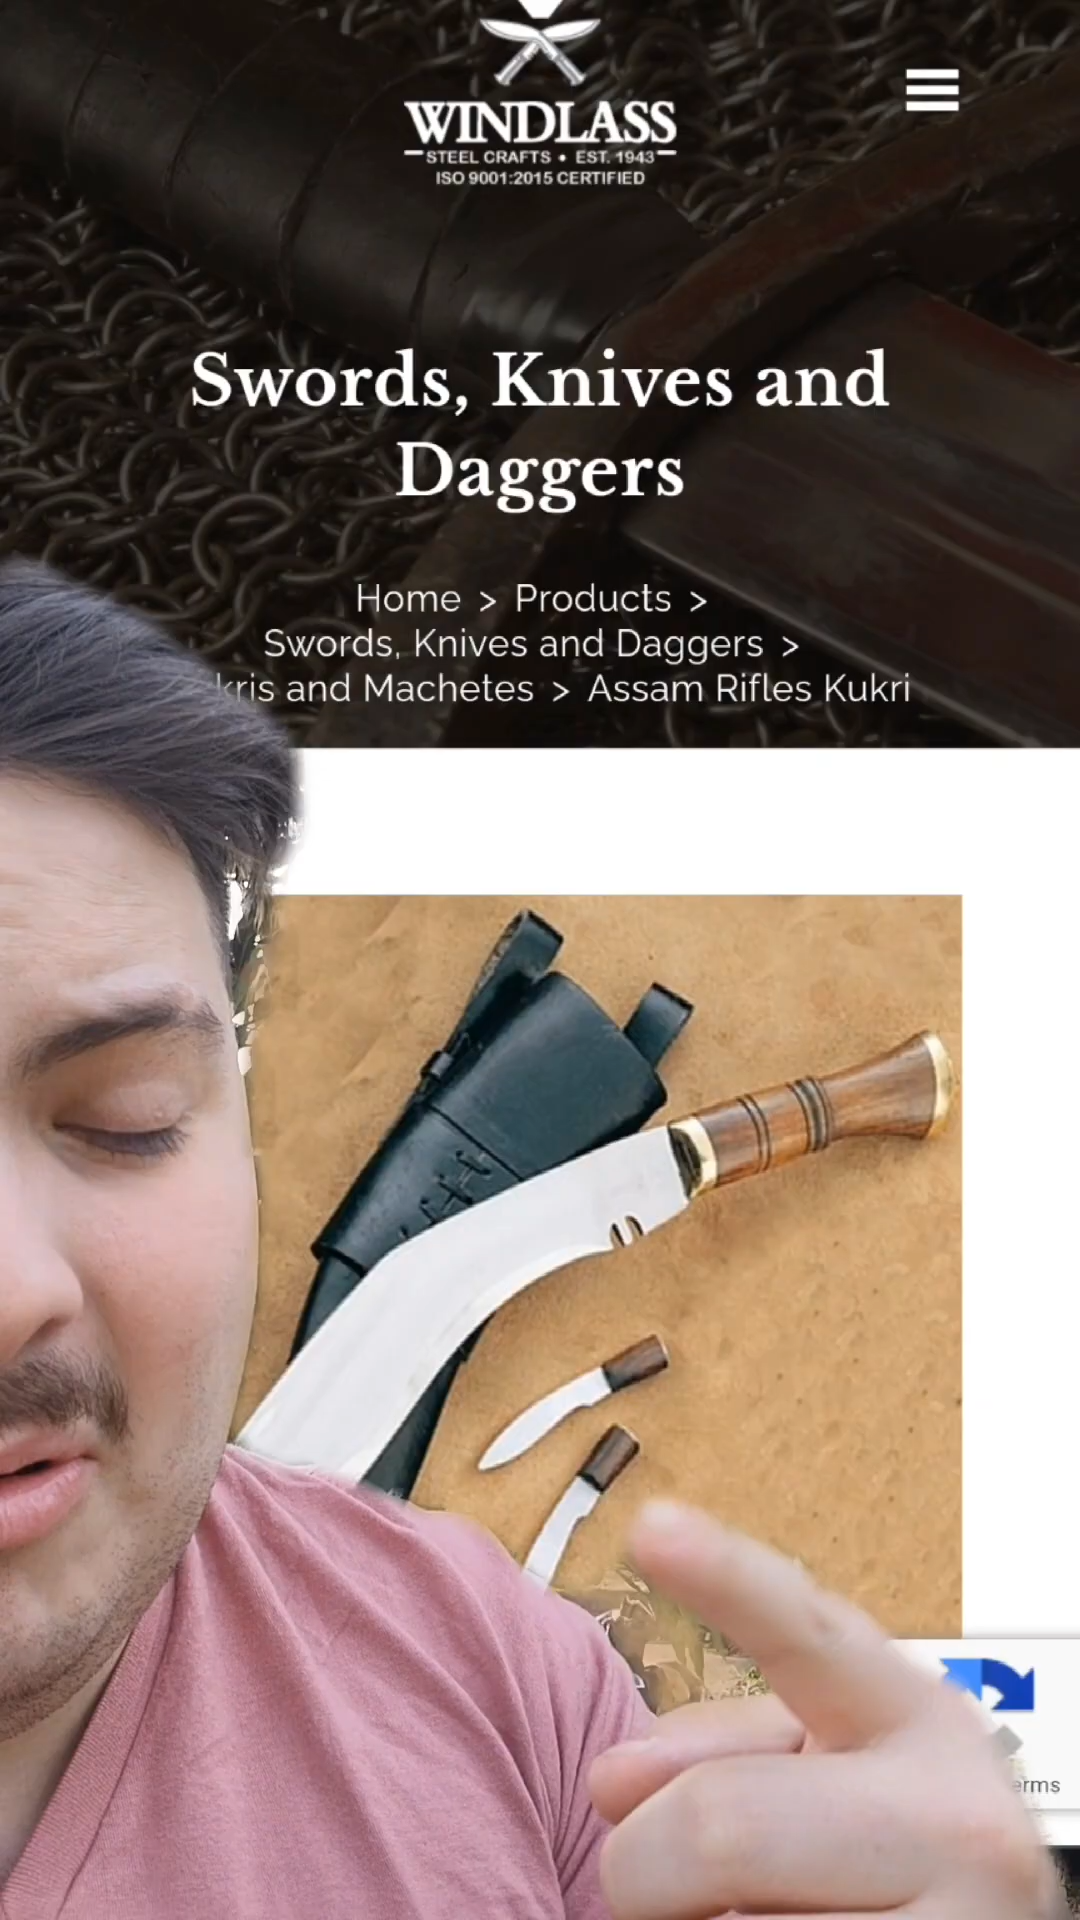 WINDLASS
STEEL CRAFTS • EST. 1943
ISO 9001:2015 CERTIFIED
Swords, Knives and
Daggers
Home > Products >
Swords, Knives and Daggers >
and Machetes > Assam Rifles Kukri